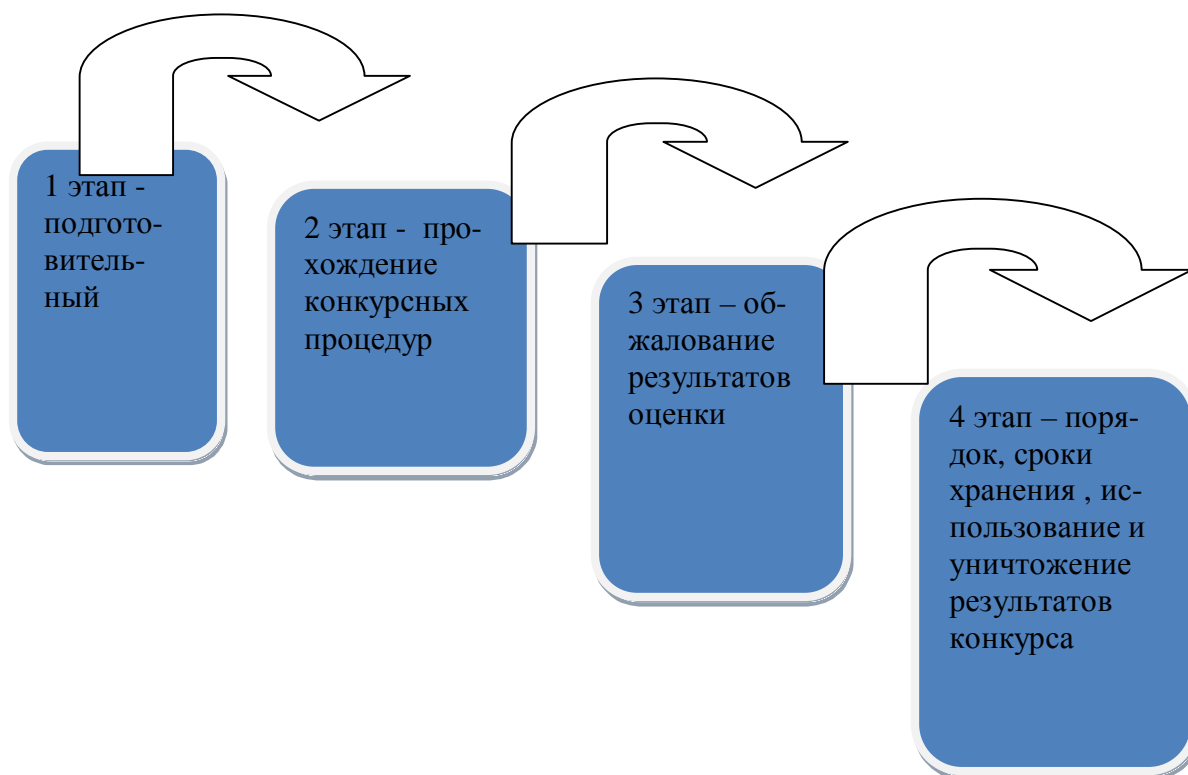 1 этап -
подгото-
витель-
ный
2 этап -  про-
хождение
конкурсных
процедур
3 этап – об-
жалование
результатов
оценки
4 этап – поря-
док, сроки
хранения , ис-
пользование и
уничтожение
результатов
конкурса